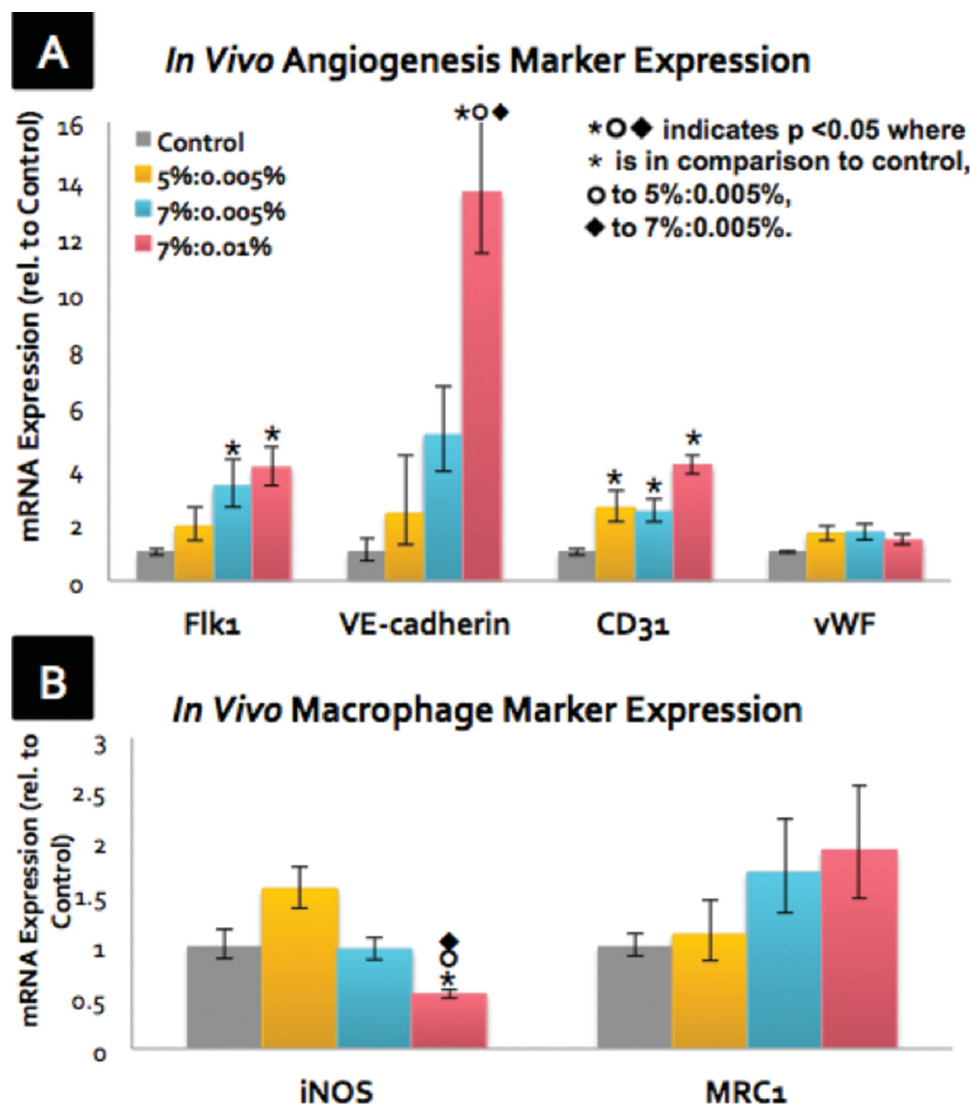 A
In Vivo Angiogenesis Marker Expression
mRNA Expression (rel. to Control)
16
14
12
10
8
6
4
2
0
Control
5%:0.005%
7%:0.005%
7%:0.01%
*O◆
*O◆ indicates p <0.05 where
* is in comparison to control,
O to 5%:0.005%,
◆ to 7%:0.005%.
* *
* * *
Flk1 VE-cadherin CD31 vWF
B
In Vivo Macrophage Marker Expression
mRNA Expression (rel. to
Control)
3
2.5
2
1.5
1
0.5
0
◆
O
*
iNOS MRC1